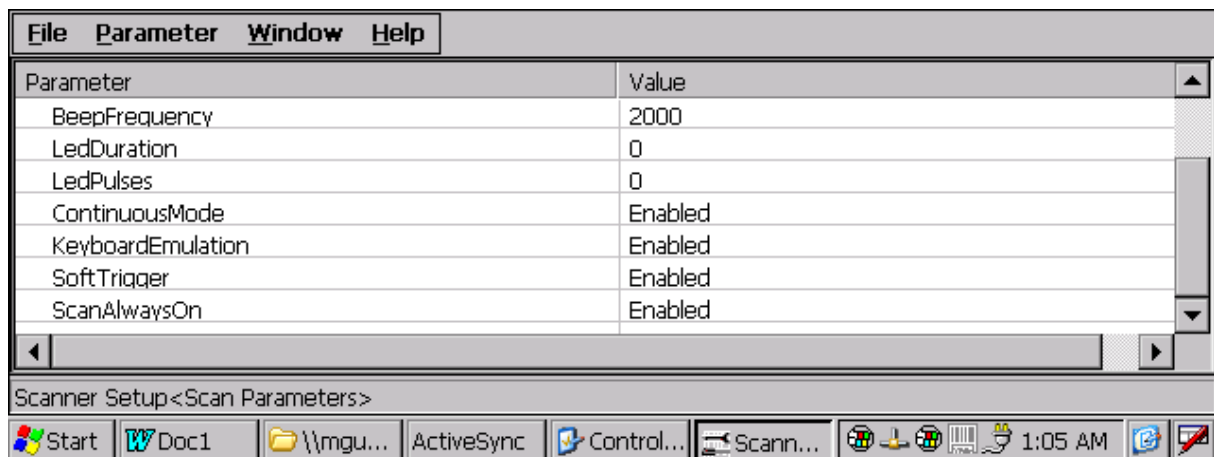 File Parameter Window Help
Parameter Value
BeepFrequency 2000
LedDuration 0
LedPulses 0
ContinuousMode Enabled
KeyboardEmulation Enabled
SoftTrigger Enabled
ScanAlwaysOn Enabled
Scanner Setup<Scan Parameters>
Start Doc1 \\mgu... ActiveSync Control... Scann... 1:05 AM